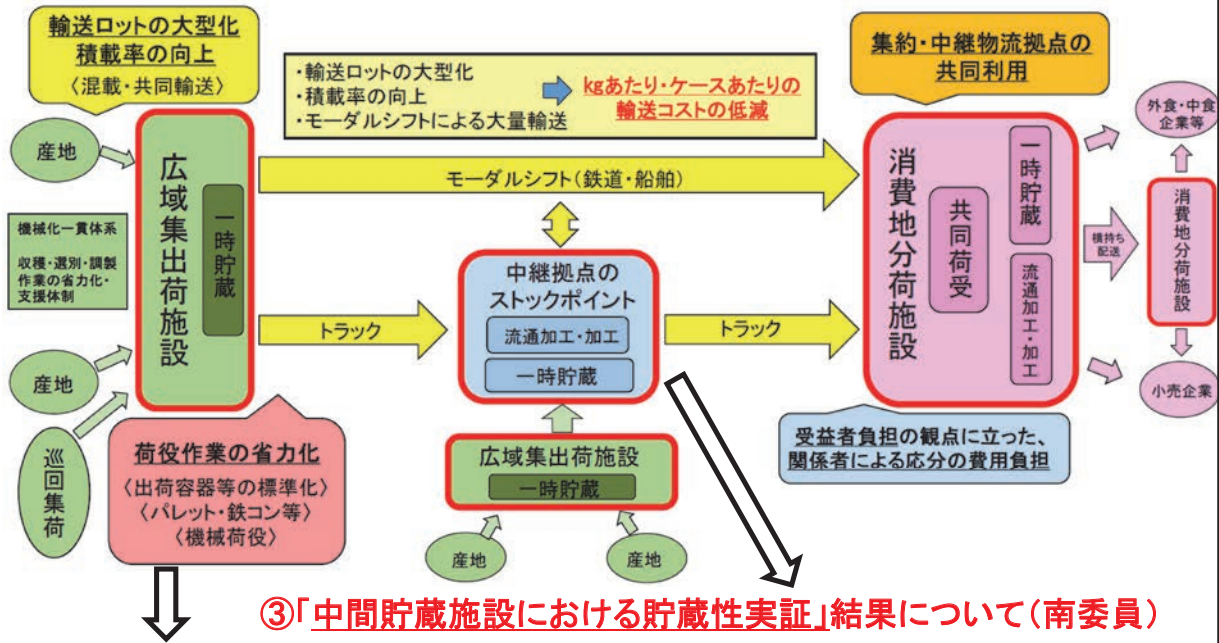 輸送ロットの大型化
積載率の向上
〈混載・共同輸送〉
・輸送ロットの大型化
・積載率の向上
・モーダルシフトによる大量輸送
kgあたり・ケースあたりの
輸送コストの低減
集約・中継物流拠点の
共同利用
産地
広域集出荷施設
一時貯蔵
モーダルシフト(鉄道・船舶)
機械化一貫体系
収穫・選別・調製
作業の省力化・
支援体制
トラック
中継拠点の
ストックポイント
流通加工・加工
一時貯蔵
トラック
消費地分荷施設
共同荷受
一時貯蔵
流通加工・加工
横持ち
配送
外食・中食
企業等
消費地分荷施設
小売企業
産地
巡回集荷
荷役作業の省力化
〈出荷容器等の標準化〉
〈パレット・鉄コン等〉
〈機械荷役〉
広域集出荷施設
一時貯蔵
産地
産地
受益者負担の観点に立った、
関係者による応分の費用負担
③「中間貯蔵施設における貯蔵性実証」結果について(南委員)